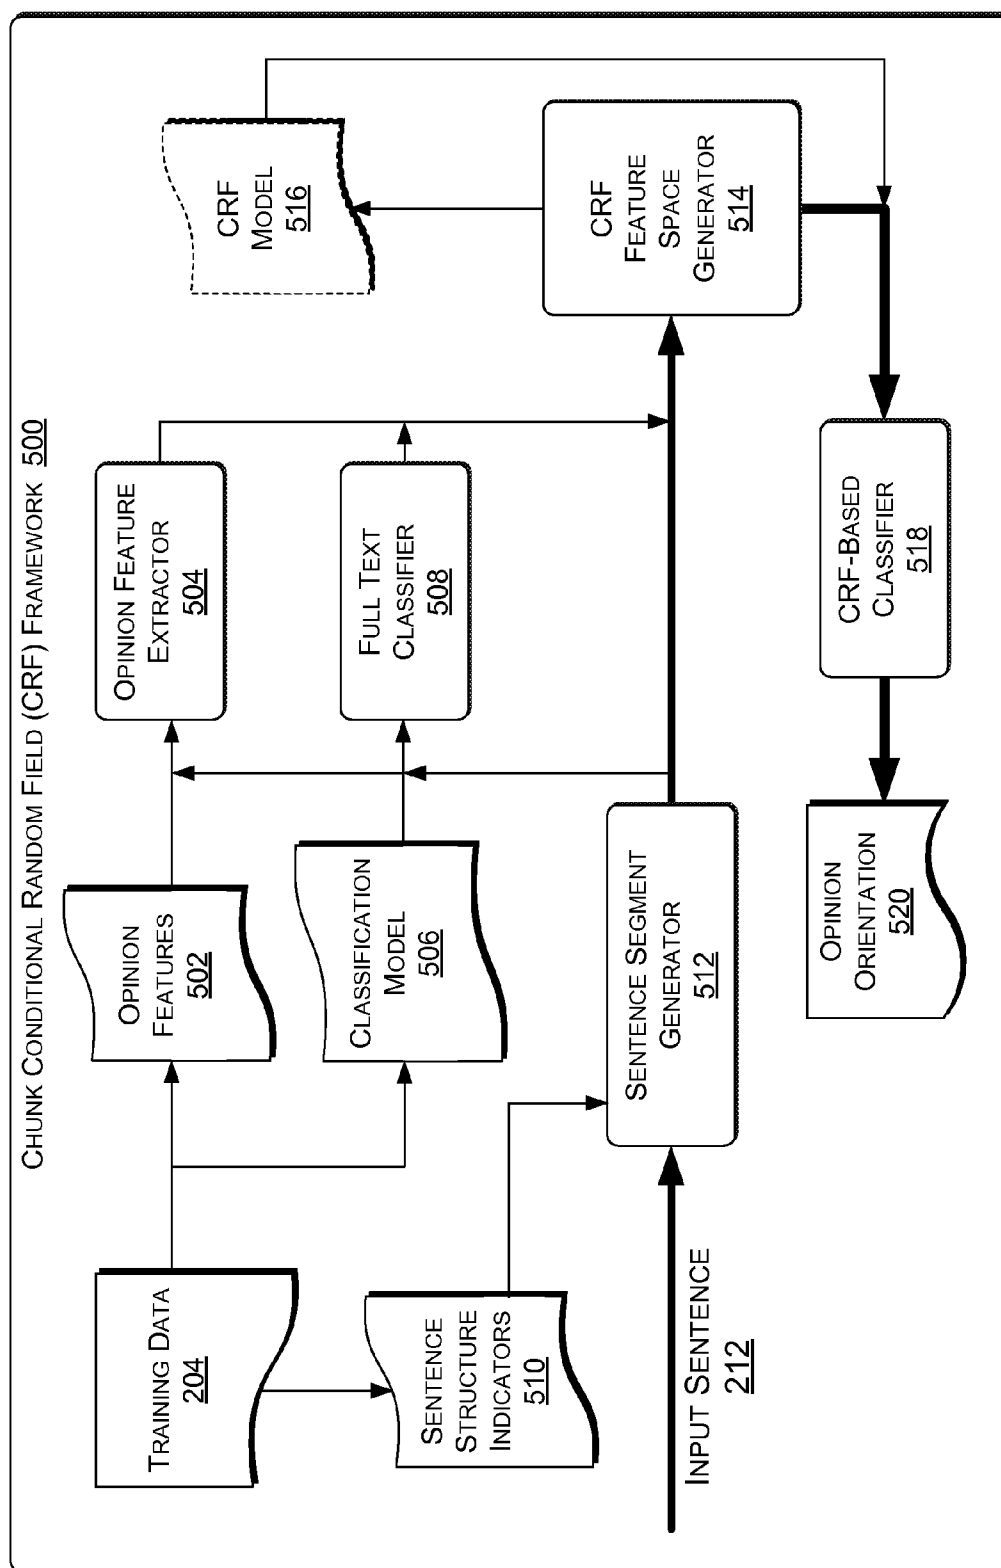 CHUNK CONDITIONAL RANDOM FIELD (CRF) FRAMEWORK 500
TRAINING DATA
204
OPINION
FEATURES
502
OPINION FEATURE
EXTRACTOR
504
CRF
MODEL
516
SENTENCE
STRUCTURE
INDICATORS
510
CLASSIFICATION
MODEL
506
FULL TEXT
CLASSIFIER
508
INPUT SENTENCE
212
SENTENCE SEGMENT
GENERATOR
512
CRF
FEATURE
SPACE
GENERATOR
514
OPINION
ORIENTATION
520
CRF-BASED
CLASSIFIER
518